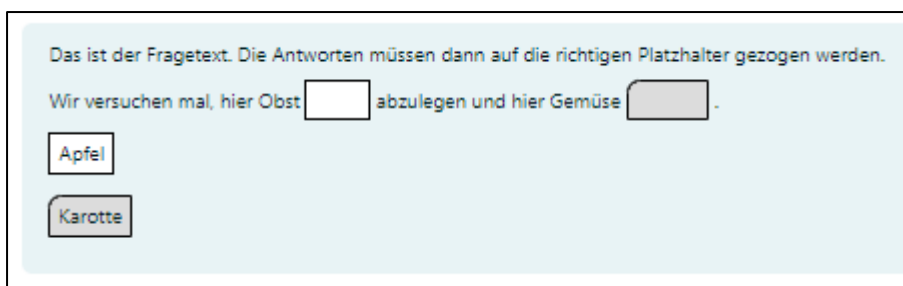 Das ist der Fragetext. Die Antworten müssen dann auf die richtigen Platzhalter gezogen werden.
Wir versuchen mal, hier Obst abzulegen und hier Gemüse .
Apfel
Karotte